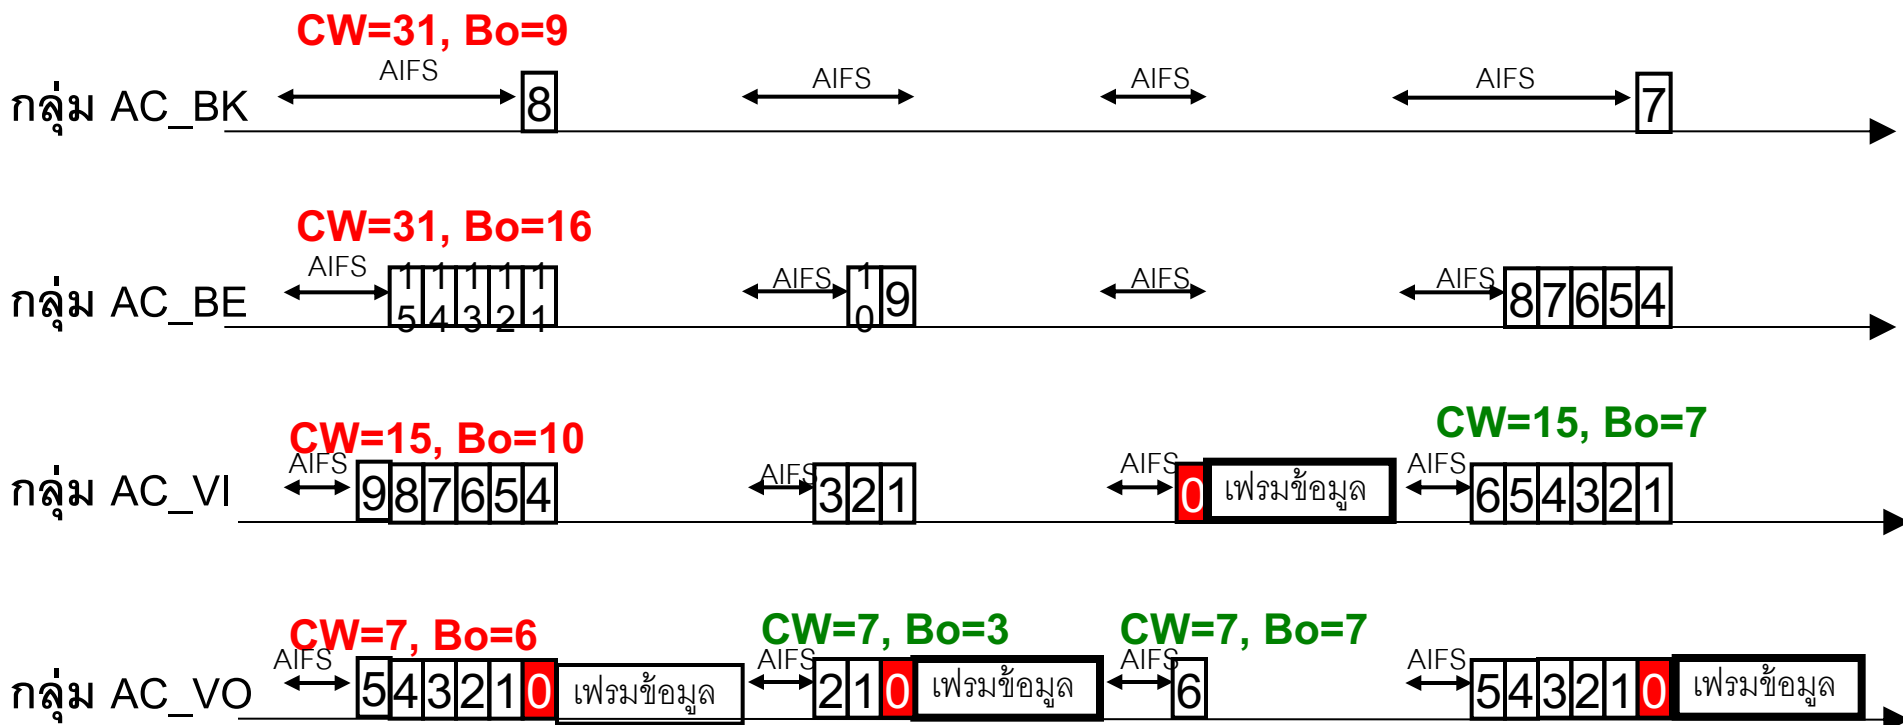 CW=31, Bo=9
AIFS AIFS AIFS AIFS
กลุ่ม AC_BK 8 7
CW=31, Bo=16
AIFS AIFS AIFS AIFS
กลุ่ม AC_BE 15 14 13 12 11 10 9 8 7 6 5 4
CW=15, Bo=10 CW=15, Bo=7
AIFS AIFS AIFS AIFS
กลุ่ม AC_VI 9 8 7 6 5 4 3 2 1 0 เฟรมข้อมูล 6 5 4 3 2 1
CW=7, Bo=6 CW=7, Bo=3 CW=7, Bo=7
AIFS AIFS AIFS AIFS
กลุ่ม AC_VO 5 4 3 2 1 0 เฟรมข้อมูล 2 1 0 เฟรมข้อมูล 6 5 4 3 2 1 0 เฟรมข้อมูล